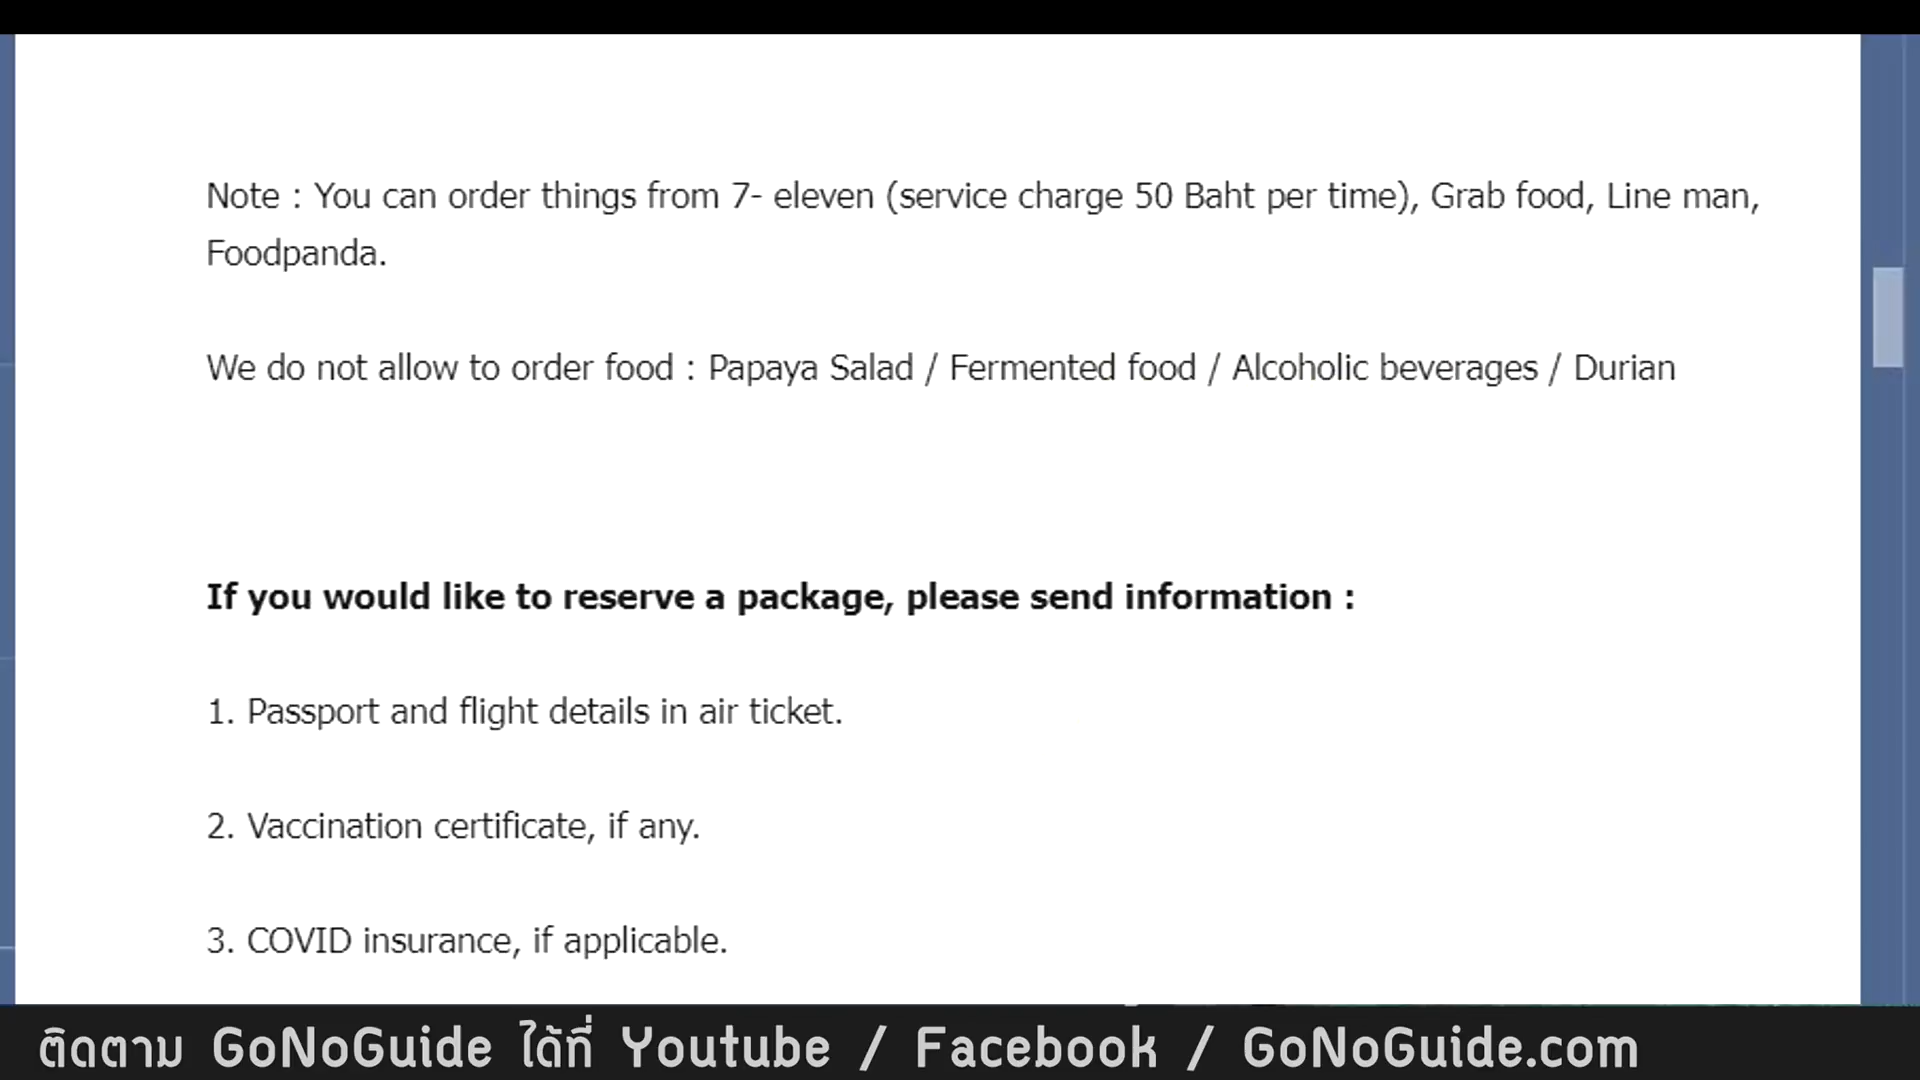 Note : You can order things from 7- eleven (service charge 50 Baht per time), Grab food, Line man,
Foodpanda.
We do not allow to order food : Papaya Salad / Fermented food / Alcoholic beverages / Durian
If you would like to reserve a package, please send information :
1. Passport and flight details in air ticket.
2. Vaccination certificate, if any.
3. COVID insurance, if applicable.
ติดตาม GoNoGuide ได้ที่ Youtube / Facebook / GoNoGuide.com